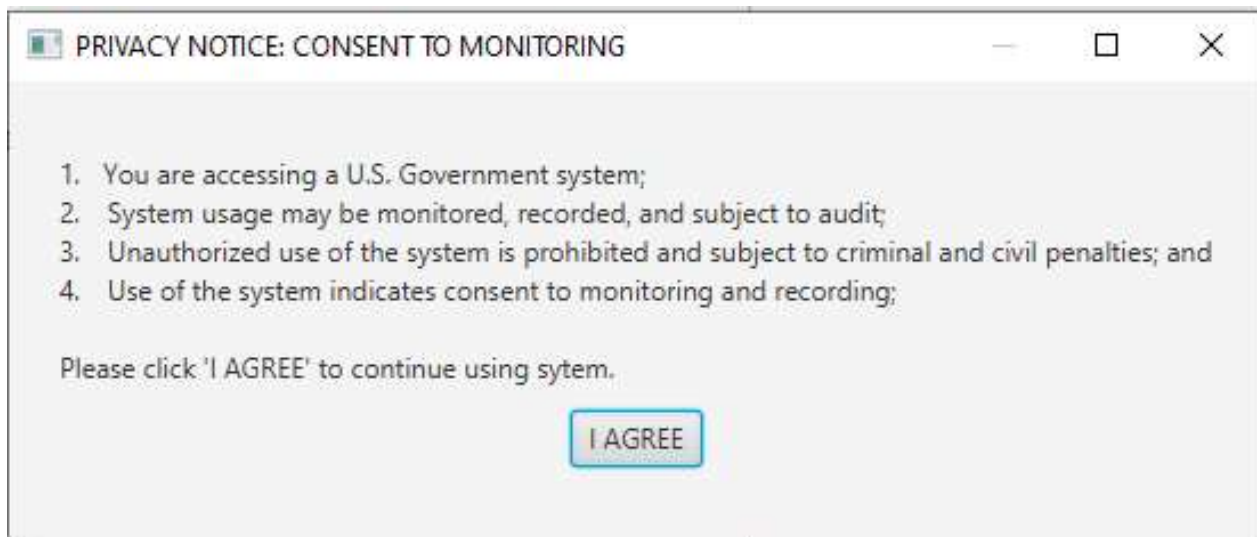 PRIVACY NOTICE: CONSENT TO MONITORING
1. You are accessing a U.S. Government system;
2. System usage may be monitored, recorded, and subject to audit;
3. Unauthorized use of the system is prohibited and subject to criminal and civil penalties; and
4. Use of the system indicates consent to monitoring and recording;
Please click 'I AGREE' to continue using sytem.
I AGREE